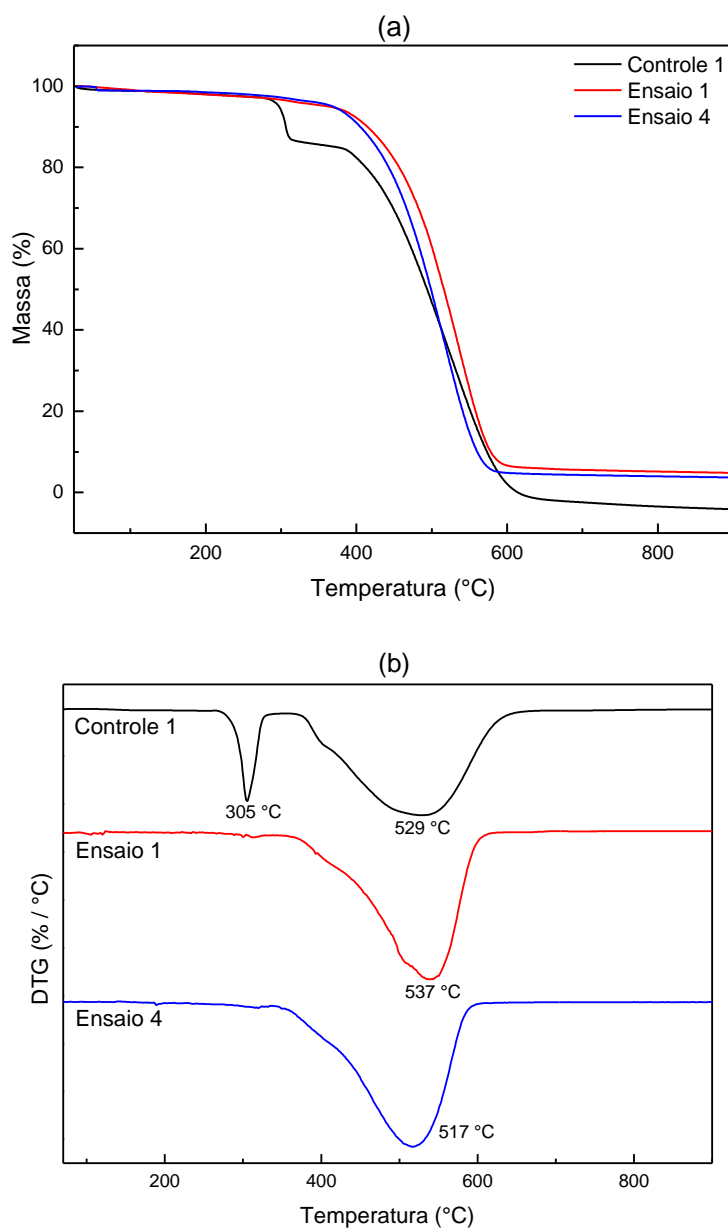 (a)
Controle 1
Ensaio 1
Ensaio 4
100
80
60
40
20
0
Massa (%)
200 400 600 800
Temperatura (°C)
(b)
Controle 1
305 °C
529 °C
Ensaio 1
537 °C
Ensaio 4
517 °C
DTG (% / °C)
200 400 600 800
Temperatura (°C)